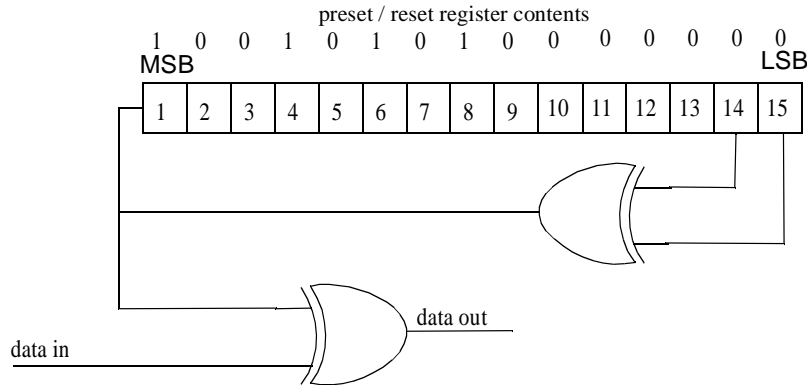 preset / reset register contents
1 0 0 1 0 1 0 1 0 0 0 0 0 0 0
MSB LSB
1 2 3 4 5 6 7 8 9 10 11 12 13 14 15
data out
data in